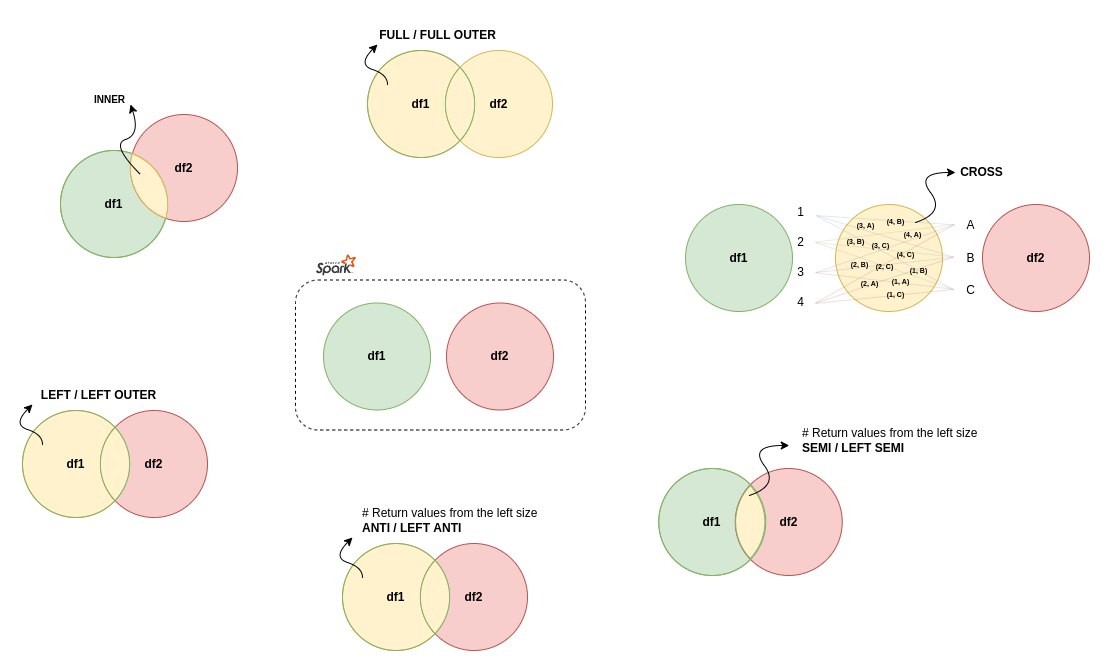 FULL / FULL OUTER
df1
df2
INNER
df2
df1
CROSS
1
2
3
4
A
B
C
df1
df2
(4, B)
(3, A)
(4, A)
(3, B)
(3, C)
(4, C)
(2, B)
(2, C)
(1, B)
(2, A)
(1, A)
(1, C)
Spark
df1
df2
LEFT / LEFT OUTER
df1
df2
# Return values from the left size
SEMI / LEFT SEMI
df1
df2
# Return values from the left size
ANTI / LEFT ANTI
df1
df2